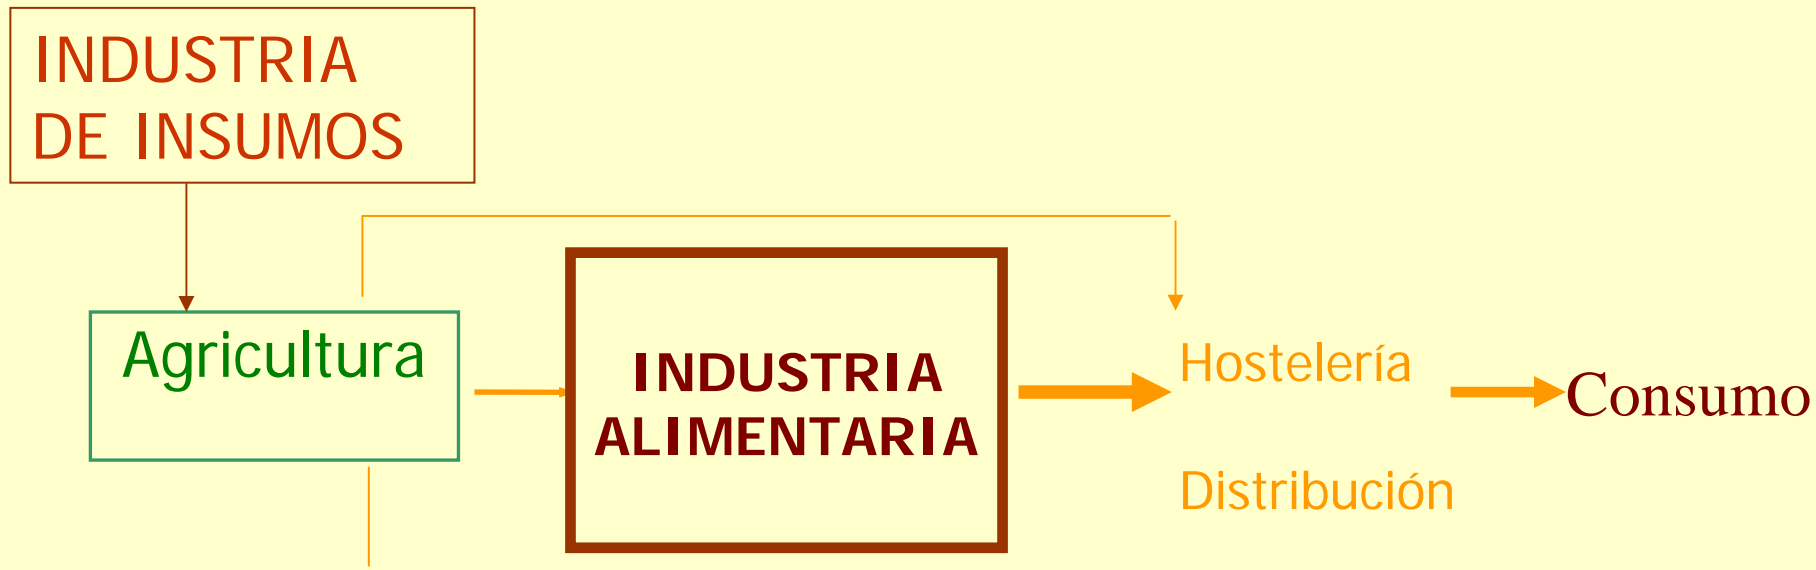 INDUSTRIA
DE INSUMOS
Agricultura
INDUSTRIA
ALIMENTARIA
Hostelería
Distribución
Consumo